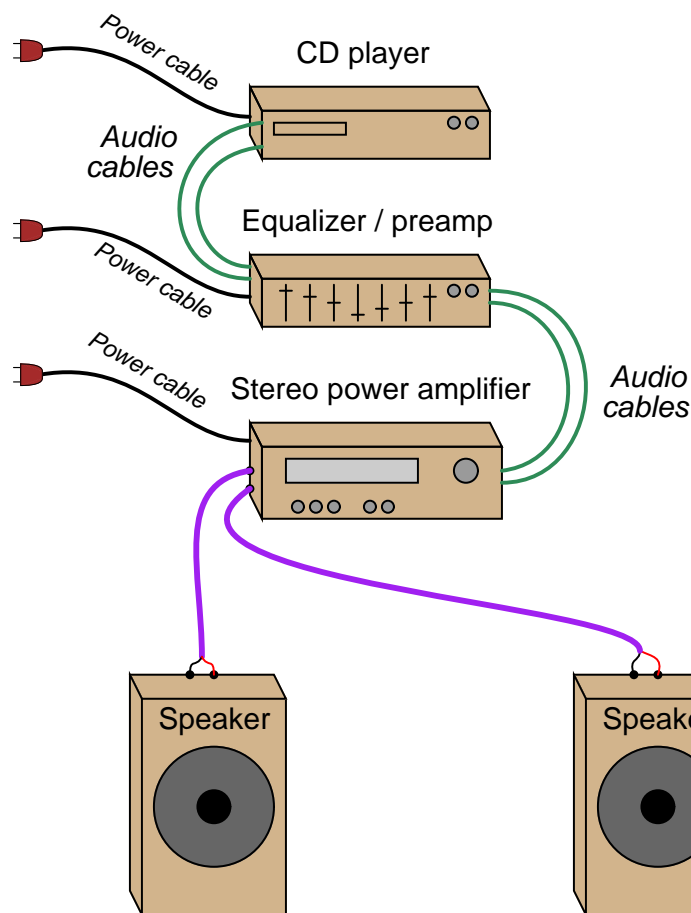 Power cable
CD player
Audio
cables
Equalizer / preamp
Power cable
Power cable
Stereo power amplifier
Audio
cables
Speaker
Speake